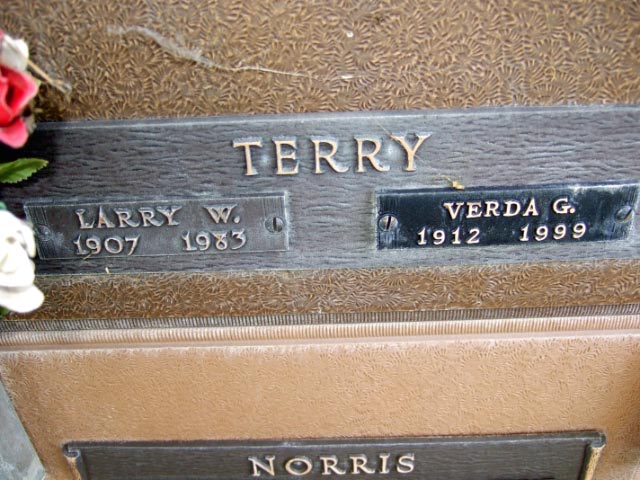 TERRY
LARRY W.
1907 1983
VERDA G.
1912 1999
NORRIS